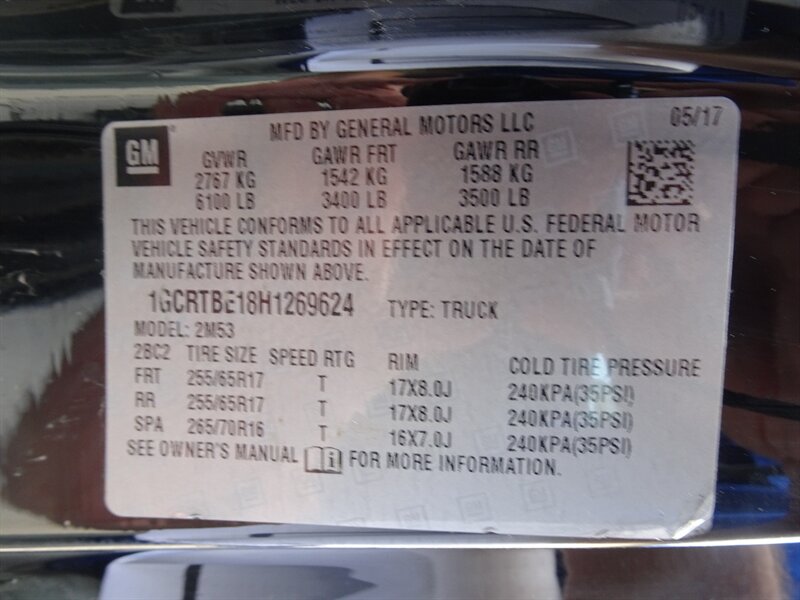 GM MFD BY GENERAL MOTORS LLC 05/17
GVWR GAWR FRT GAWR RR
2767 KG 1542 KG 1588 KG
6100 LB 3400 LB 3500 LB
THIS VEHICLE CONFORMS TO ALL APPLICABLE U.S. FEDERAL MOTOR
VEHICLE SAFETY STANDARDS IN EFFECT ON THE DATE OF
MANUFACTURE SHOWN ABOVE.
1GCRTBE18H1269624 TYPE: TRUCK
MODEL: 2M53
2BC2 TIRE SIZE SPEED RTG RIM COLD TIRE PRESSURE
FRT 255/65R17 T 17X8.0J 240KPA(35PSI)
RR 255/65R17 T 17X8.0J 240KPA(35PSI)
SPA 265/70R16 T 16X7.0J 240KPA(35PSI)
SEE OWNER'S MANUAL FOR MORE INFORMATION.